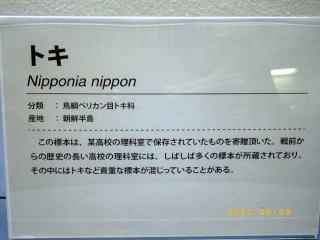 トキ
Nipponia nippon
分類 ： 鳥綱ペリカン目トキ科
産地 ： 朝鮮半島
この標本は、某高校の理科室で保存されていたものを寄贈頂いた。戦前か
らの歴史の長い高校の理科室には、しばしば多くの標本が所蔵されており、
その中にはトキなど貴重な標本が混じっていることがある。
2020/08/09